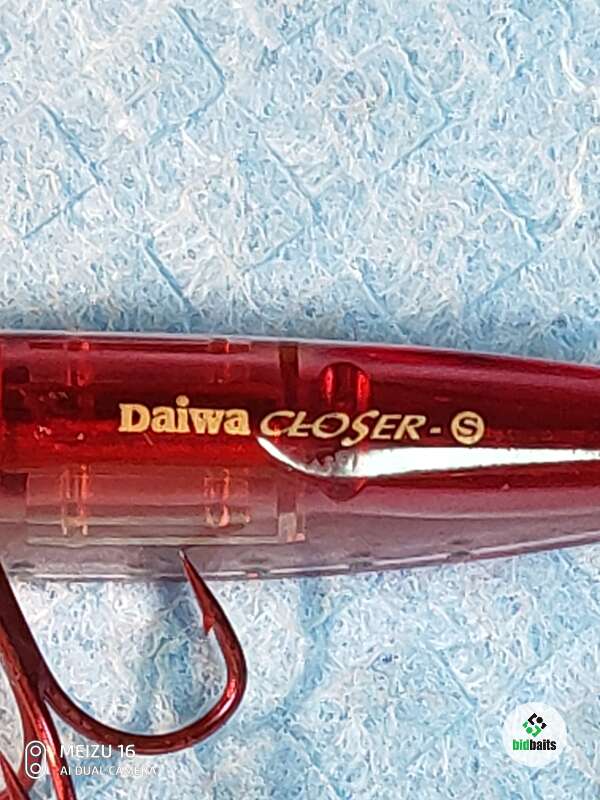 Daiwa CLOSER-Ⓢ
bidbaits
MEIZU 16
AI DUAL CAMERA